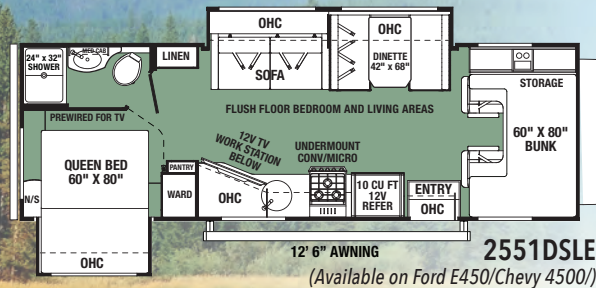 OHC
OHC
24" x 32"
SHOWER
MED CAB
LINEN
SOFA
DINETTE
42" x 68"
STORAGE
FLUSH FLOOR BEDROOM AND LIVING AREAS
PREWIRED FOR TV
60" X 80"
BUNK
QUEEN BED
60" X 80"
12V TV
WORK STATION
BELOW
UNDERMOUNT
CONV/MICRO
PANTRY
N/S
WARD
OHC
10 CU FT
12V
REFER
ENTRY
OHC
OHC
12' 6" AWNING
2551DSLE
(Available on Ford E450/Chevy 4500/)